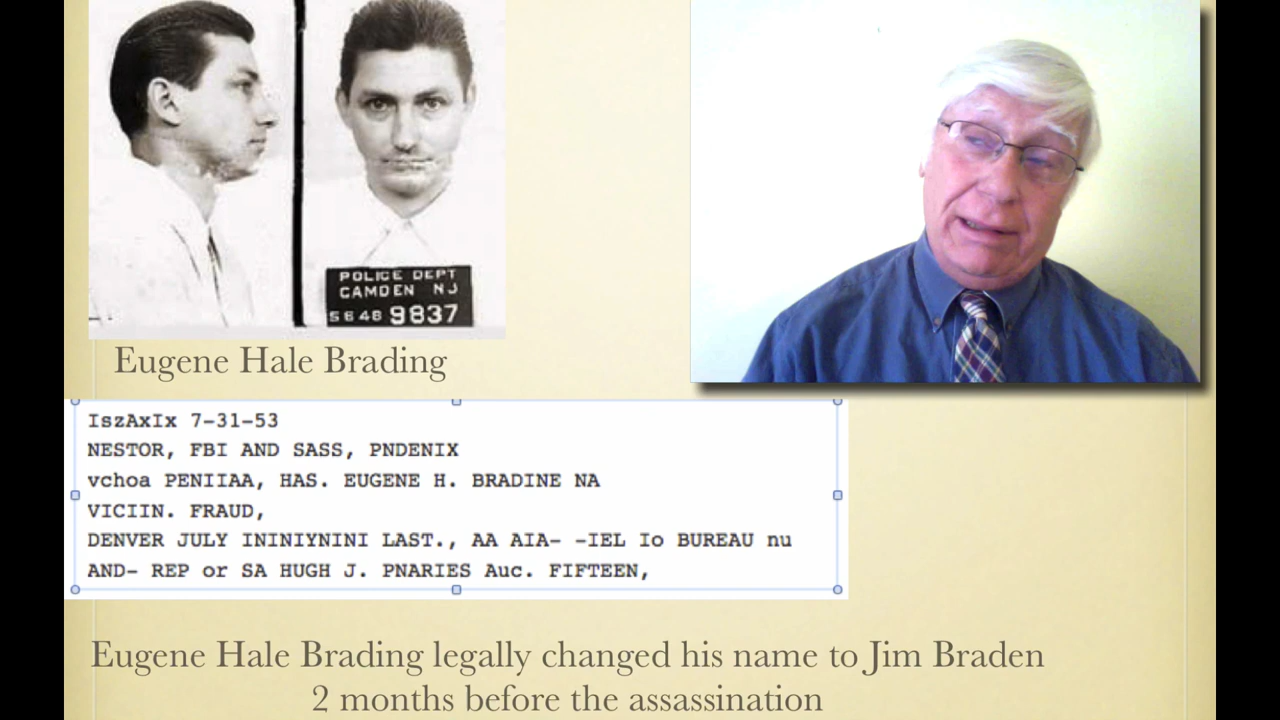 POLICE DEPT
CAMDEN NJ
5648 9837
Eugene Hale Brading
IszAxIx 7-31-53
NESTOR, FBI AND SASS, PNDENIX
vchoa PENIIAA, HAS. EUGENE H. BRADINE NA
VICIIN. FRAUD,
DENVER JULY ININIYNINI LAST., AA AIA- -IEL Io BUREAU nu
AND- REP or SA HUGH J. PNARIES Auc. FIFTEEN,
Eugene Hale Brading legally changed his name to Jim Braden
2 months before the assassination